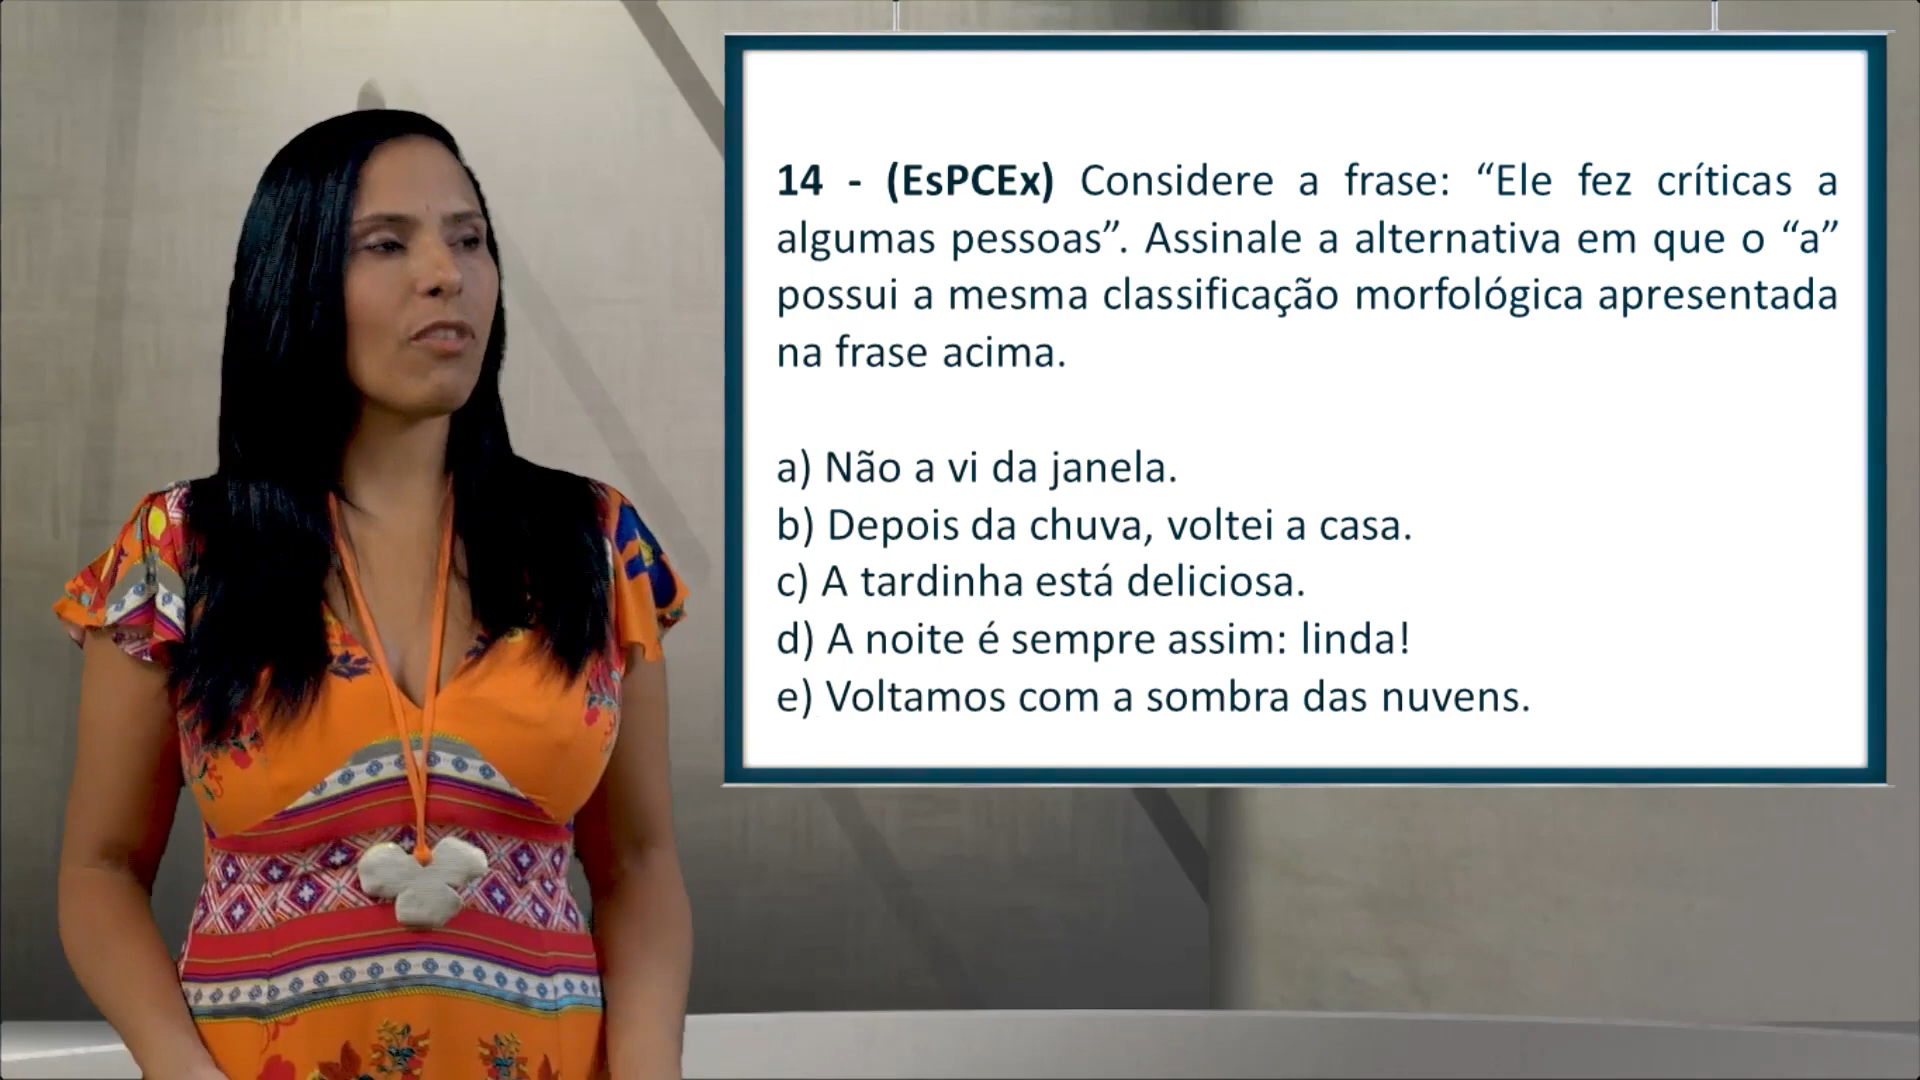 14 - (EsPCEx) Considere a frase: “Ele fez críticas a
algumas pessoas”. Assinale a alternativa em que o “a”
possui a mesma classificação morfológica apresentada
na frase acima.
a) Não a vi da janela.
b) Depois da chuva, voltei a casa.
c) A tardinha está deliciosa.
d) A noite é sempre assim: linda!
e) Voltamos com a sombra das nuvens.